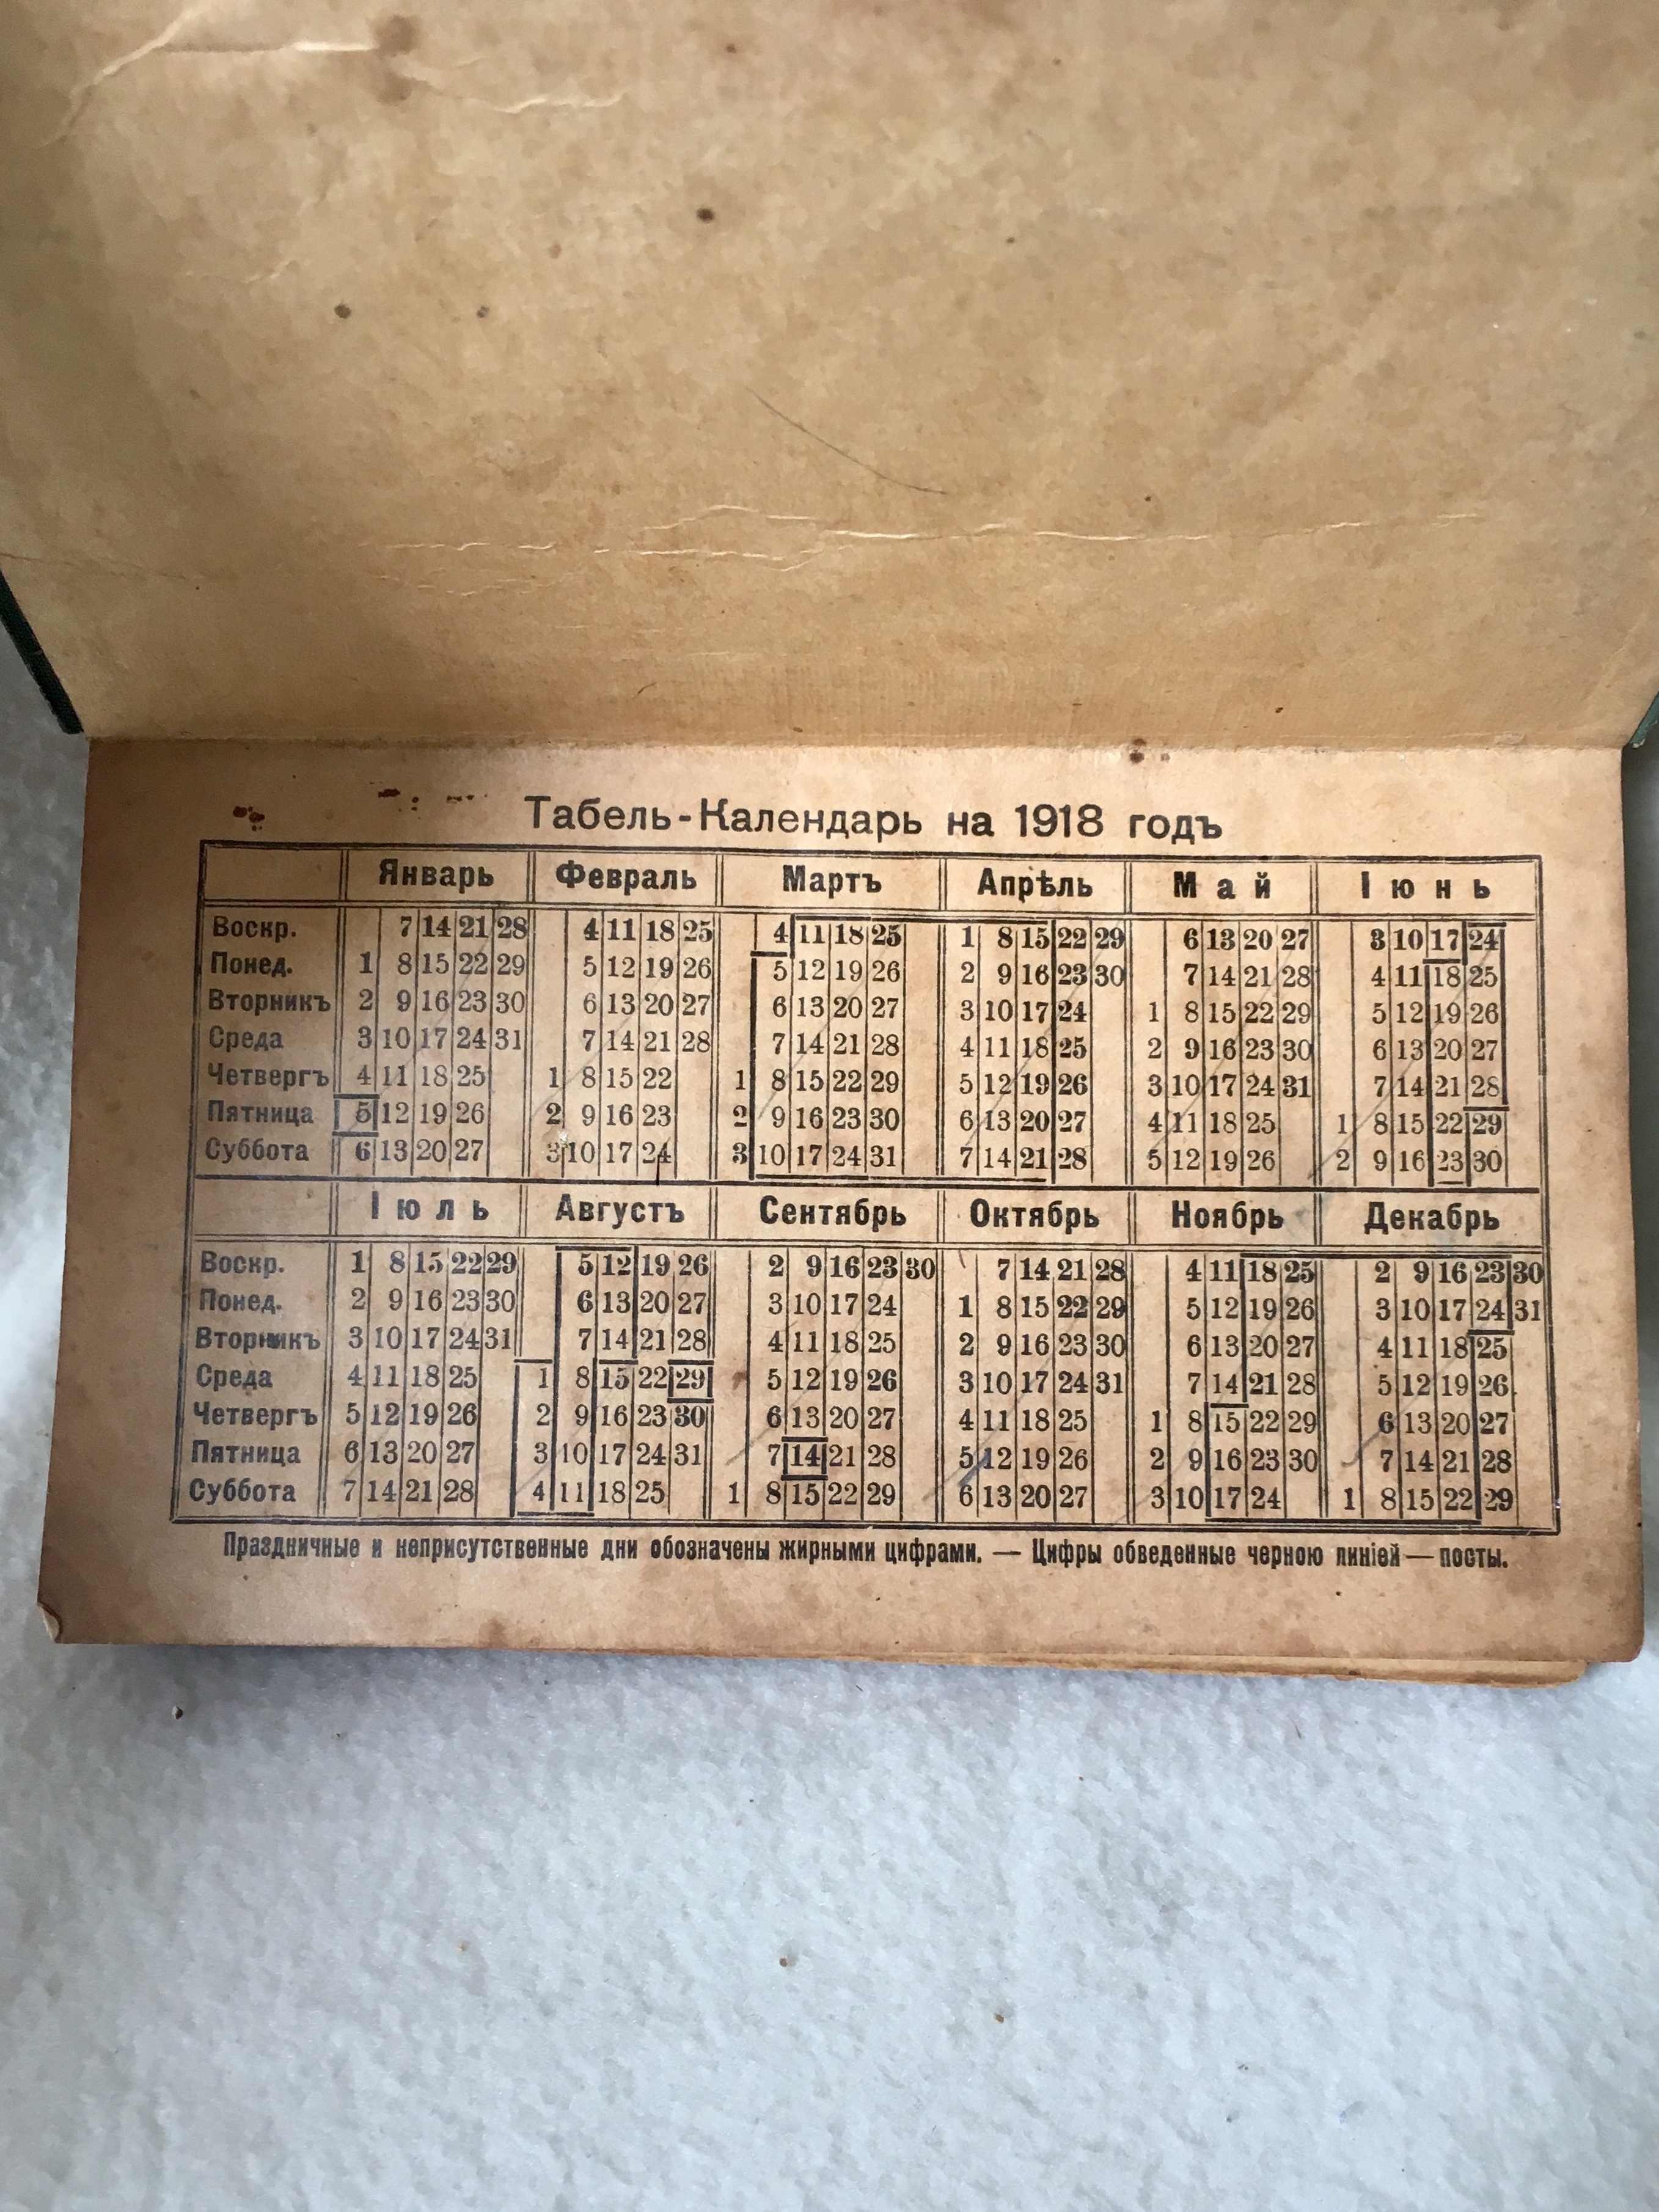 Табель-Календарь на 1918 годъ
Январь Февраль Мартъ Апрѣль Май Іюнь
Воскр. 7 14 21 28 4 11 18 25 4 11 18 25 1 8 15 22 29 6 13 20 27 3 10 17 24
Понед. 1 8 15 22 29 5 12 19 26 5 12 19 26 2 9 16 23 30 7 14 21 28 4 11 18 25
Вторникъ 2 9 16 23 30 6 13 20 27 6 13 20 27 3 10 17 24 1 8 15 22 29 5 12 19 26
Среда 3 10 17 24 31 7 14 21 28 7 14 21 28 4 11 18 25 2 9 16 23 30 6 13 20 27
Четвергъ 4 11 18 25 1 8 15 22 1 8 15 22 29 5 12 19 26 3 10 17 24 31 7 14 21 28
Пятница 5 12 19 26 2 9 16 23 2 9 16 23 30 6 13 20 27 4 11 18 25 1 8 15 22 29
Суббота 6 13 20 27 3 10 17 24 3 10 17 24 31 7 14 21 28 5 12 19 26 2 9 16 23 30
Іюль Августъ Сентябрь Октябрь Ноябрь Декабрь
Воскр. 1 8 15 22 29 5 12 19 26 2 9 16 23 30 7 14 21 28 4 11 18 25 2 9 16 23 30
Понед. 2 9 16 23 30 6 13 20 27 3 10 17 24 1 8 15 22 29 5 12 19 26 3 10 17 24 31
Вторникъ 3 10 17 24 31 7 14 21 28 4 11 18 25 2 9 16 23 30 6 13 20 27 4 11 18 25
Среда 4 11 18 25 1 8 15 22 29 5 12 19 26 3 10 17 24 31 7 14 21 28 5 12 19 26
Четвергъ 5 12 19 26 2 9 16 23 30 6 13 20 27 4 11 18 25 1 8 15 22 29 6 13 20 27
Пятница 6 13 20 27 3 10 17 24 31 7 14 21 28 5 12 19 26 2 9 16 23 30 7 14 21 28
Суббота 7 14 21 28 4 11 18 25 1 8 15 22 29 6 13 20 27 3 10 17 24 1 8 15 22 29
Праздничные и неприсутственные дни обозначены жирными цифрами. — Цифры обведенные черною линіей — посты.